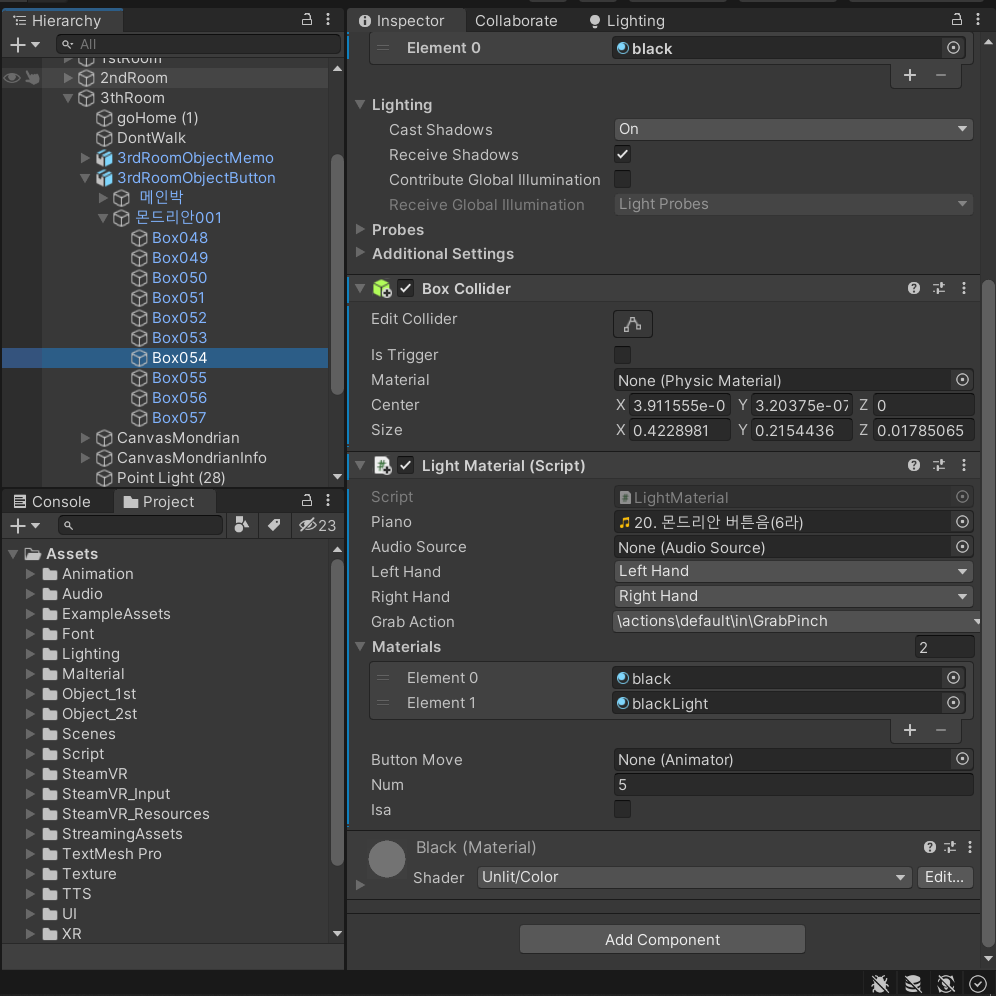 Hierarchy
All
1stRoom
2ndRoom
3thRoom
goHome (1)
DontWalk
3rdRoomObjectMemo
3rdRoomObjectButton
메인박
몬드리안001
Box048
Box049
Box050
Box051
Box052
Box053
Box054
Box055
Box056
Box057
CanvasMondrian
CanvasMondrianInfo
Point Light (28)
Console Project
23
Assets
Animation
Audio
ExampleAssets
Font
Lighting
Malterial
Object_1st
Object_2st
Scenes
Script
SteamVR
SteamVR_Input
SteamVR_Resources
StreamingAssets
TextMesh Pro
Texture
TTS
UI
XR
Inspector Collaborate Lighting
Element 0 black
Lighting
Cast Shadows On
Receive Shadows
Contribute Global Illumination
Receive Global Illumination Light Probes
Probes
Additional Settings
Box Collider
Edit Collider
Is Trigger
Material None (Physic Material)
Center X 3.911555e-0 Y 3.20375e-07 Z 0
Size X 0.4228981 Y 0.2154436 Z 0.01785065
Light Material (Script)
Script LightMaterial
Piano 20. 몬드리안 버튼음(6라)
Audio Source None (Audio Source)
Left Hand Left Hand
Right Hand Right Hand
Grab Action \actions\default\in\GrabPinch
Materials 2
Element 0 black
Element 1 blackLight
Button Move None (Animator)
Num 5
Isa
Black (Material)
Shader Unlit/Color Edit...
Add Component